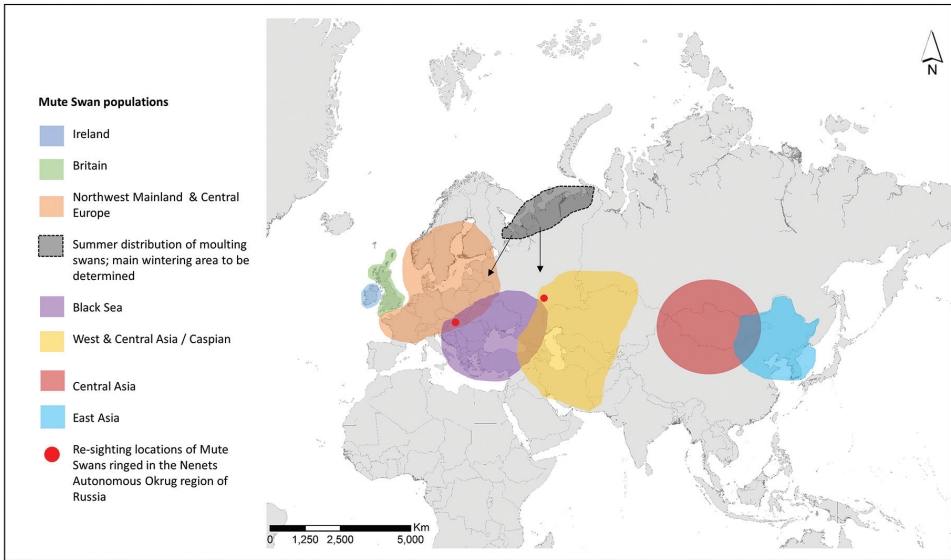 Mute Swan populations
Ireland
Britain
Northwest Mainland & Central
Europe
Summer distribution of moulting
swans; main wintering area to be
determined
Black Sea
West & Central Asia / Caspian
Central Asia
East Asia
Re-sighting locations of Mute
Swans ringed in the Nenets
Autonomous Okrug region of
Russia
N
Km
0 1,250 2,500 5,000